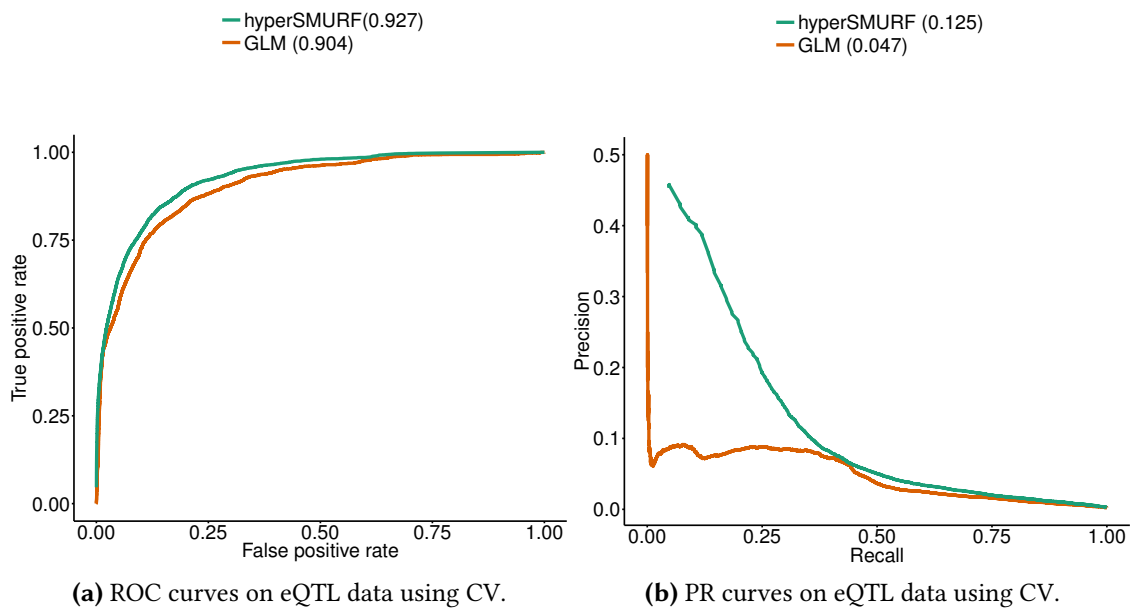 hyperSMURF(0.927)
GLM (0.904)
1.00
0.75
0.50
0.25
0.00
True positive rate
0.00 0.25 0.50 0.75 1.00
False positive rate
(a) ROC curves on eQTL data using CV.
hyperSMURF (0.125)
GLM (0.047)
0.5
0.4
0.3
0.2
0.1
0.0
Precision
0.00 0.25 0.50 0.75 1.00
Recall
(b) PR curves on eQTL data using CV.